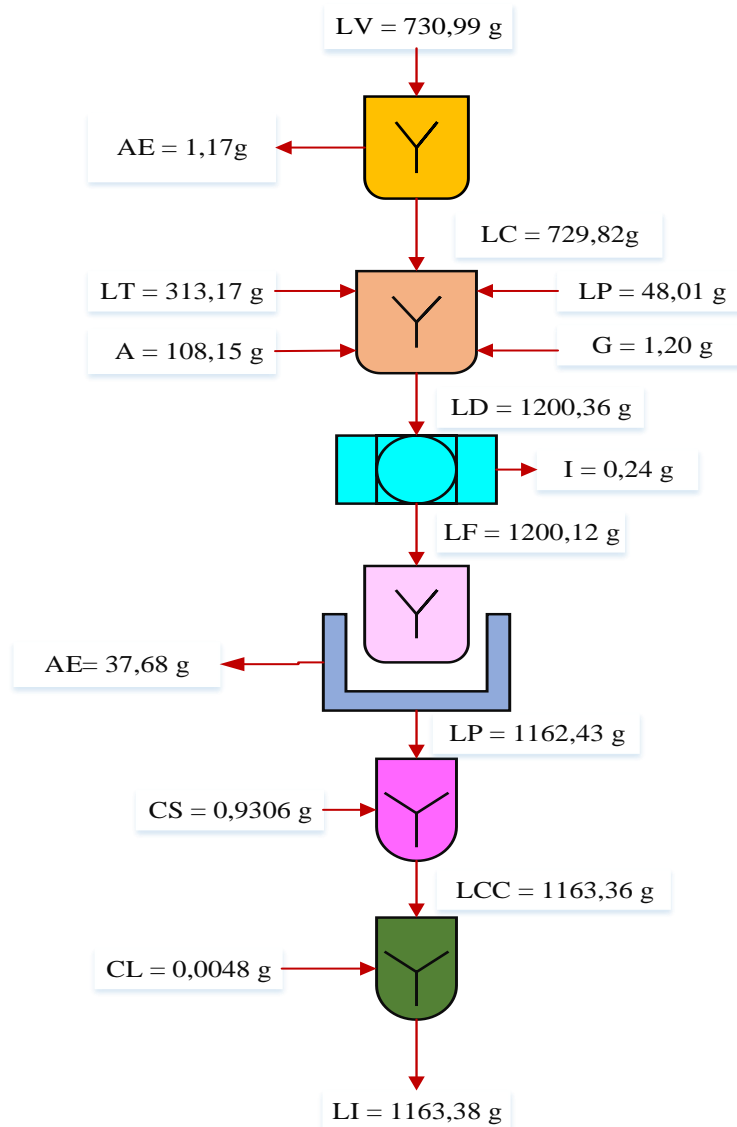 LV = 730,99 g
AE = 1,17g
LC = 729,82g
LT = 313,17 g
LP = 48,01 g
A = 108,15 g
G = 1,20 g
LD = 1200,36 g
I = 0,24 g
LF = 1200,12 g
AE= 37,68 g
LP = 1162,43 g
CS = 0,9306 g
LCC = 1163,36 g
CL = 0,0048 g
LI = 1163,38 g